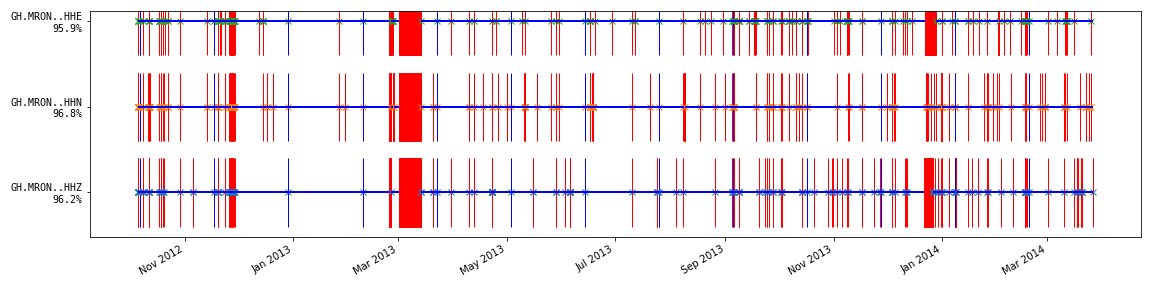 GH.MRON..HHE
95.9%
GH.MRON..HHN
96.8%
GH.MRON..HHZ
96.2%
Nov 2012
Jan 2013
Mar 2013
May 2013
Jul 2013
Sep 2013
Nov 2013
Jan 2014
Mar 2014